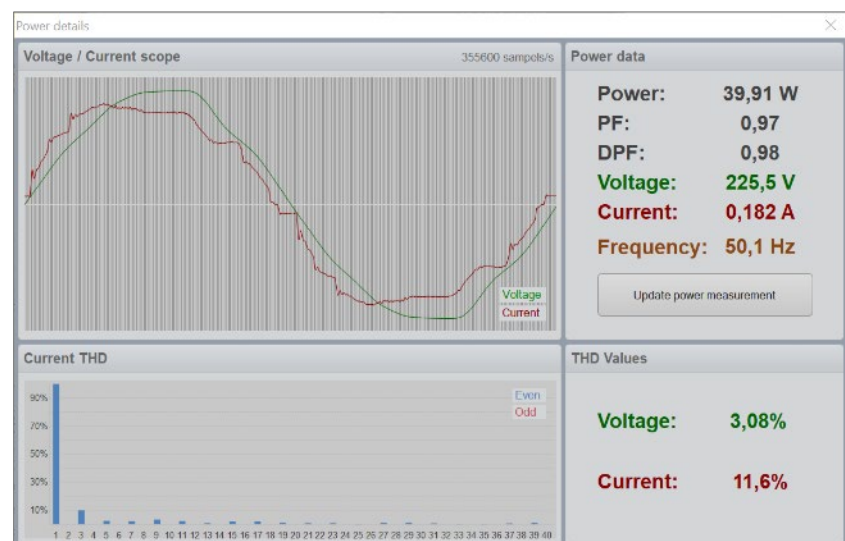 Power details
Voltage / Current scope
355600 sampels/s
Voltage
Current
Power data
Power: 39,91 W
PF: 0,97
DPF: 0,98
Voltage: 225,5 V
Current: 0,182 A
Frequency: 50,1 Hz
Update power measurement
Current THD
90%
70%
50%
30%
10%
Even
Odd
1 2 3 4 5 6 7 8 9 10 11 12 13 14 15 16 17 18 19 20 21 22 23 24 25 26 27 28 29 30 31 32 33 34 35 36 37 38 39 40
THD Values
Voltage: 3,08%
Current: 11,6%